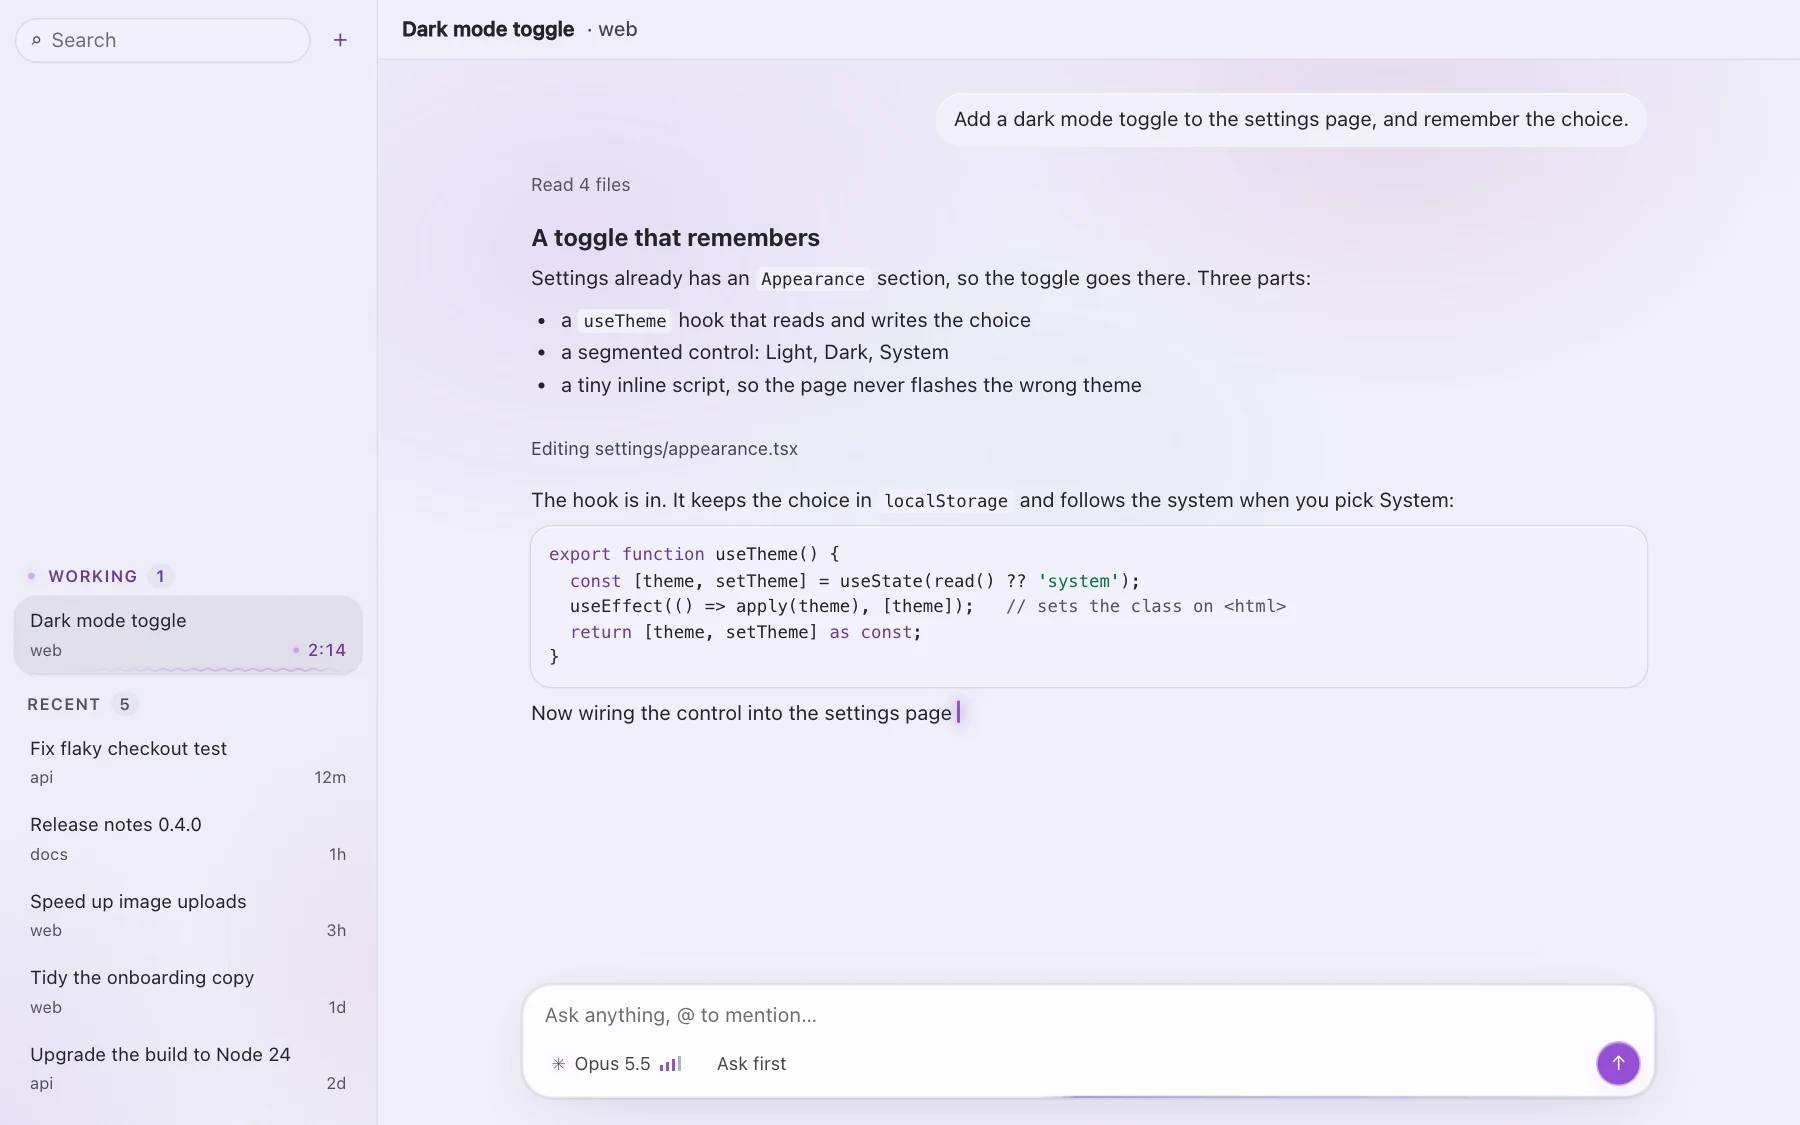 Search
+
WORKING 1
Dark mode toggle
web
2:14
RECENT 5
Fix flaky checkout test
api
12m
Release notes 0.4.0
docs
1h
Speed up image uploads
web
3h
Tidy the onboarding copy
web
1d
Upgrade the build to Node 24
api
2d
Dark mode toggle · web
Add a dark mode toggle to the settings page, and remember the choice.
Read 4 files
A toggle that remembers
Settings already has an Appearance section, so the toggle goes there. Three parts:
• a useTheme hook that reads and writes the choice
• a segmented control: Light, Dark, System
• a tiny inline script, so the page never flashes the wrong theme
Editing settings/appearance.tsx
The hook is in. It keeps the choice in localStorage and follows the system when you pick System:
export function useTheme() {
  const [theme, setTheme] = useState(read() ?? 'system');
  useEffect(() => apply(theme), [theme]);   // sets the class on <html>
  return [theme, setTheme] as const;
}
Now wiring the control into the settings page
Ask anything, @ to mention...
Opus 5.5
Ask first